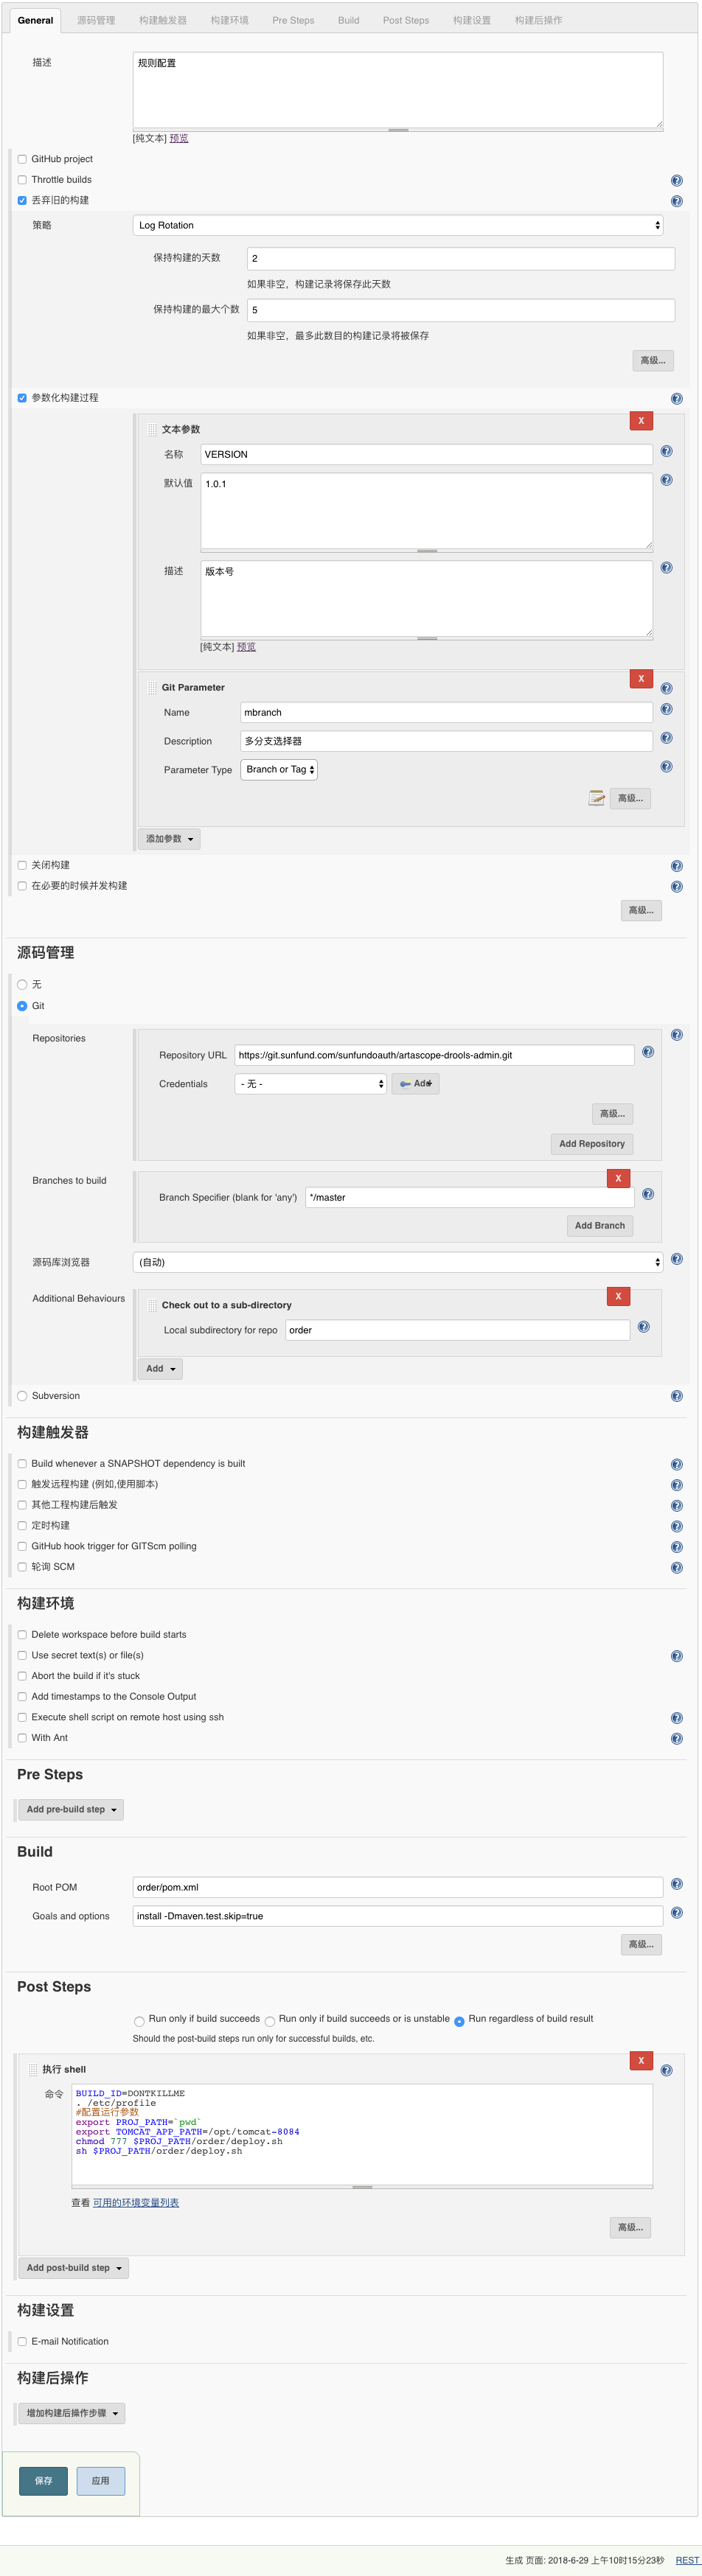 General 源码管理 构建触发器 构建环境 Pre Steps Build Post Steps 构建设置 构建后操作
描述
规则配置
[纯文本] 预览
GitHub project
Throttle builds
丢弃旧的构建
策略 Log Rotation
保持构建的天数 2
如果非空，构建记录将保存此天数
保持构建的最大个数 5
如果非空，最多此数目的构建记录将被保存
高级...
参数化构建过程
X
文本参数
名称 VERSION
默认值 1.0.1
描述 版本号
[纯文本] 预览
X
Git Parameter
Name mbranch
Description 多分支选择器
Parameter Type Branch or Tag
高级...
添加参数
关闭构建
在必要的时候并发构建
高级...
源码管理
无
Git
Repositories
Repository URL https://git.sunfund.com/sunfundoauth/artascope-drools-admin.git
Credentials - 无 - Add
高级...
Add Repository
Branches to build
X
Branch Specifier (blank for 'any') */master
Add Branch
源码库浏览器 (自动)
Additional Behaviours
X
Check out to a sub-directory
Local subdirectory for repo order
Add
Subversion
构建触发器
Build whenever a SNAPSHOT dependency is built
触发远程构建 (例如,使用脚本)
其他工程构建后触发
定时构建
GitHub hook trigger for GITScm polling
轮询 SCM
构建环境
Delete workspace before build starts
Use secret text(s) or file(s)
Abort the build if it's stuck
Add timestamps to the Console Output
Execute shell script on remote host using ssh
With Ant
Pre Steps
Add pre-build step
Build
Root POM order/pom.xml
Goals and options install -Dmaven.test.skip=true
高级...
Post Steps
Run only if build succeeds Run only if build succeeds or is unstable Run regardless of build result
Should the post-build steps run only for successful builds, etc.
X
执行 shell
命令
BUILD_ID=DONTKILLME
. /etc/profile
#配置运行参数
export PROJ_PATH=`pwd`
export TOMCAT_APP_PATH=/opt/tomcat-8084
chmod 777 $PROJ_PATH/order/deploy.sh
sh $PROJ_PATH/order/deploy.sh
查看 可用的环境变量列表
高级...
Add post-build step
构建设置
E-mail Notification
构建后操作
增加构建后操作步骤
保存 应用
生成 页面: 2018-6-29 上午10时15分23秒 REST